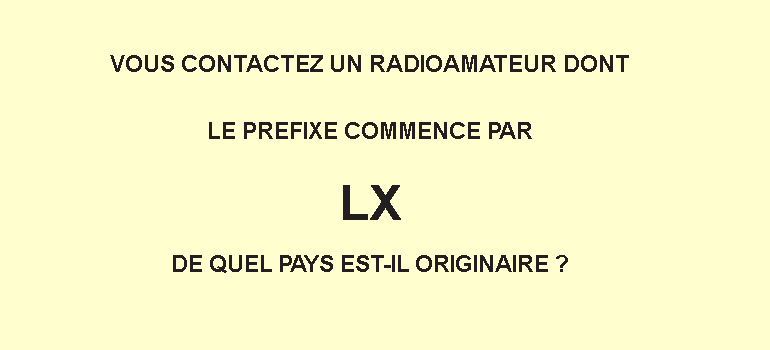 VOUS CONTACTEZ UN RADIOAMATEUR DONT
LE PREFIXE COMMENCE PAR
LX
DE QUEL PAYS EST-IL ORIGINAIRE ?